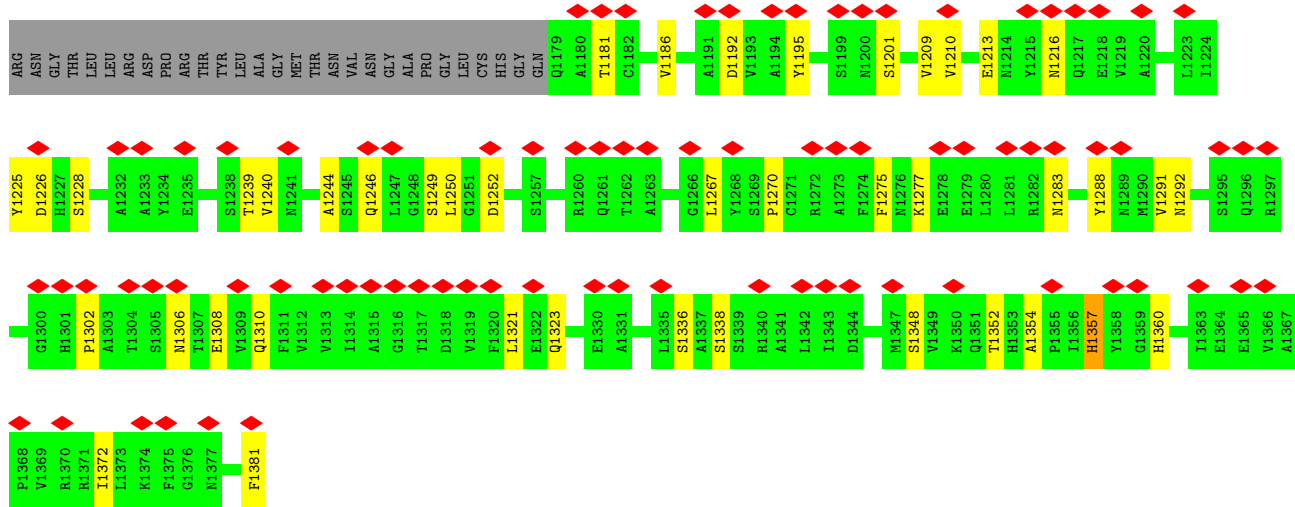 ARG ASN GLY THR LEU LEU ARG ASP PRO ARG THR TYR LEU ALA GLY MET THR ASN VAL ASN GLY ALA PRO GLY LEU CYS HIS GLY GLN Q1179 A1180 T1181 C1182 V1186 A1191 D1192 V1193 A1194 Y1195 S1199 N1200 S1201 V1209 V1210 E1213 N1214 Y1215 N1216 Q1217 E1218 V1219 A1220 L1223 I1224
Y1225 D1226 H1227 S1228 A1232 A1233 Y1234 E1235 S1238 T1239 V1240 N1241 A1244 S1245 Q1246 L1247 G1248 S1249 L1250 G1251 D1252 S1257 R1260 Q1261 T1262 A1263 G1266 L1267 Y1268 S1269 P1270 C1271 R1272 A1273 F1274 F1275 N1276 K1277 E1278 E1279 L1280 L1281 R1282 N1283 Y1288 N1289 M1290 V1291 N1292 S1295 Q1296 R1297
G1300 H1301 P1302 A1303 T1304 S1305 N1306 T1307 E1308 V1309 Q1310 F1311 V1312 V1313 I1314 A1315 G1316 T1317 D1318 V1319 F1320 L1321 E1322 Q1323 E1330 A1331 L1335 S1336 A1337 S1338 S1339 R1340 A1341 L1342 I1343 D1344 M1347 S1348 V1349 K1350 Q1351 T1352 H1353 A1354 P1355 I1356 H1357 Y1358 G1359 H1360 I1363 E1364 E1365 V1366 A1367
P1368 V1369 R1370 R1371 I1372 L1373 K1374 F1375 G1376 N1377 F1381